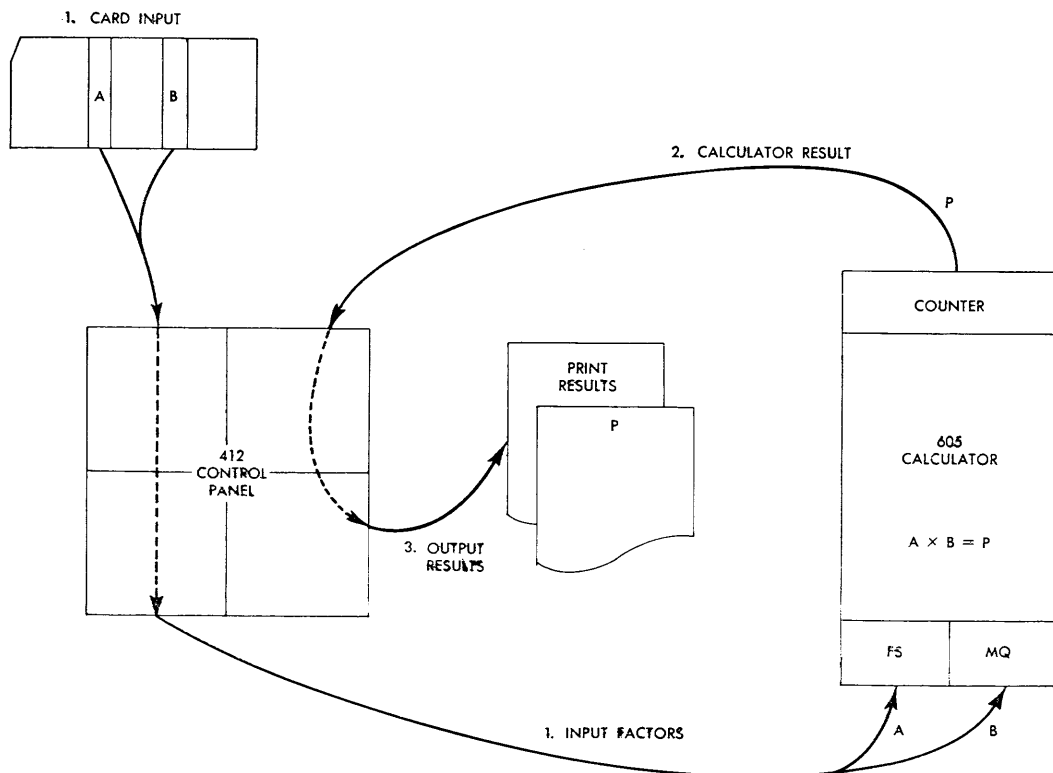 1. CARD INPUT
A
B
2. CALCULATOR RESULT
P
COUNTER
PRINT
RESULTS
P
412
CONTROL
PANEL
605
CALCULATOR
A × B = P
3. OUTPUT
RESULTS
FS
MQ
1. INPUT FACTORS
A
B